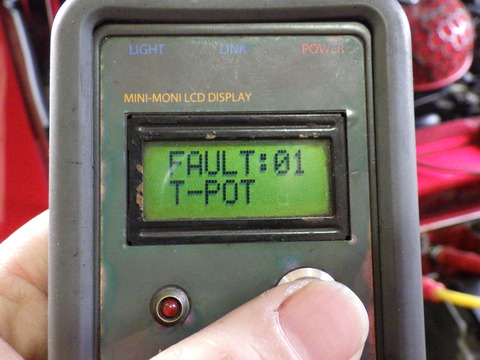 LIGHT LINK POWER
MINI-MONI LCD DISPLAY
FAULT:01
T-POT